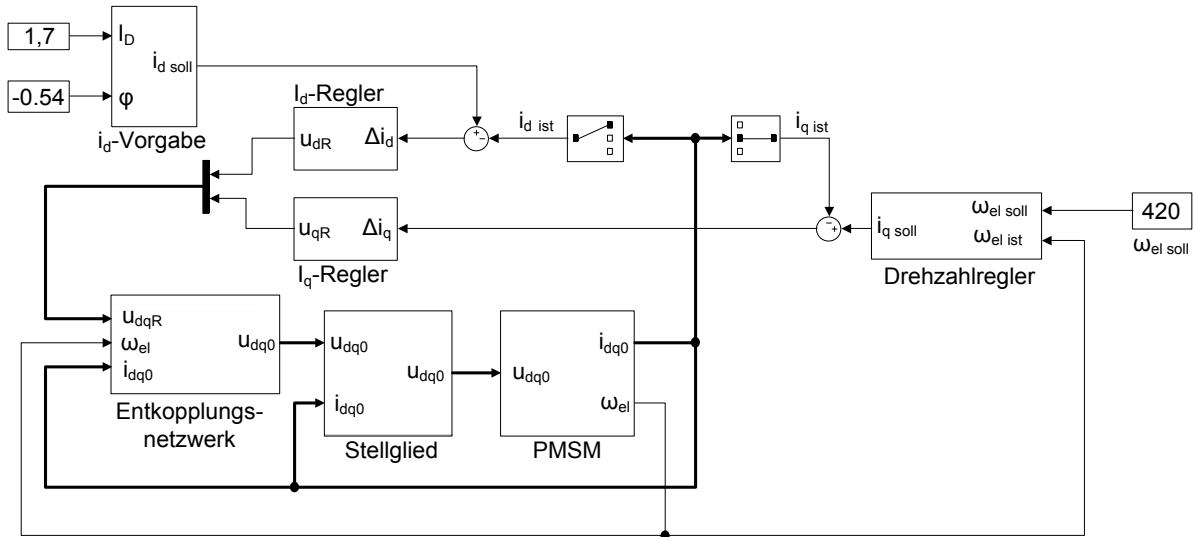 1,7
I_D
i_d soll
-0.54
φ
i_d-Vorgabe
I_d-Regler
u_dR
Δi_d
+
−
i_d ist
i_q ist
u_qR
Δi_q
I_q-Regler
−
+
i_q soll
ω_el soll
ω_el ist
Drehzahlregler
420
ω_el soll
u_dqR
ω_el
i_dq0
u_dq0
Entkopplungs-
netzwerk
u_dq0
i_dq0
u_dq0
Stellglied
u_dq0
i_dq0
ω_el
PMSM